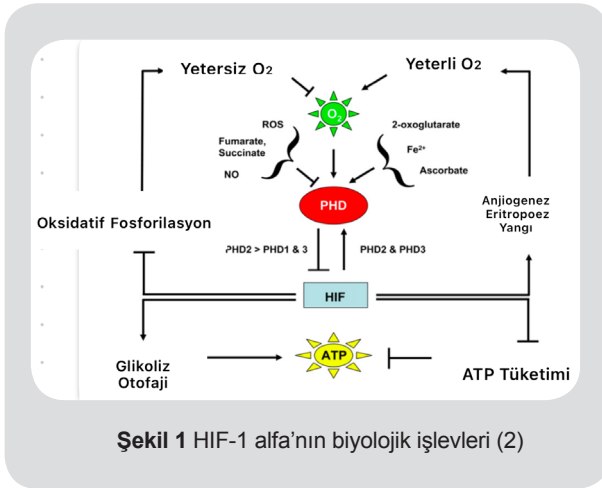 Yetersiz O₂
Yeterli O₂
O₂
ROS
Fumarate,
Succinate
NO
2-oxoglutarate
Fe²⁺
Ascorbate
PHD
Oksidatif Fosforilasyon
Anjiogenez
Eritropoez
Yangı
PHD2 > PHD1 & 3
PHD2 & PHD3
HIF
Glikoliz
Otofaji
ATP
ATP Tüketimi
Şekil 1 HIF-1 alfa’nın biyolojik işlevleri (2)